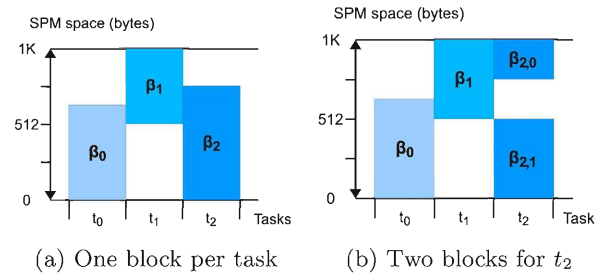 SPM space (bytes)
1K
512
0
β₀
β₁
β₂
t₀ t₁ t₂ Tasks
(a) One block per task
SPM space (bytes)
1K
512
0
β₀
β₁
β₂,₀
β₂,₁
t₀ t₁ t₂ Task
(b) Two blocks for t₂